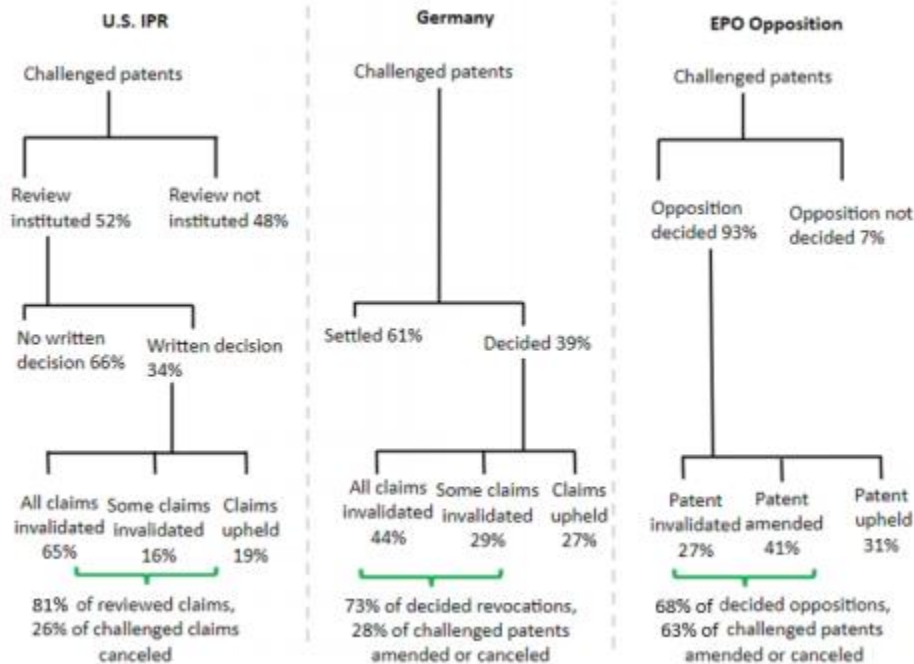 U.S. IPR
Challenged patents
Review
instituted 52%
Review not
instituted 48%
No written
decision 66%
Written decision
34%
All claims
invalidated
65%
Some claims
invalidated
16%
Claims
upheld
19%
81% of reviewed claims,
26% of challenged claims
canceled
Germany
Challenged patents
Settled 61%
Decided 39%
All claims
invalidated
44%
Some claims
invalidated
29%
Claims
upheld
27%
73% of decided revocations,
28% of challenged patents
amended or canceled
EPO Opposition
Challenged patents
Opposition
decided 93%
Opposition not
decided 7%
Patent
invalidated
27%
Patent
amended
41%
Patent
upheld
31%
68% of decided oppositions,
63% of challenged patents
amended or canceled